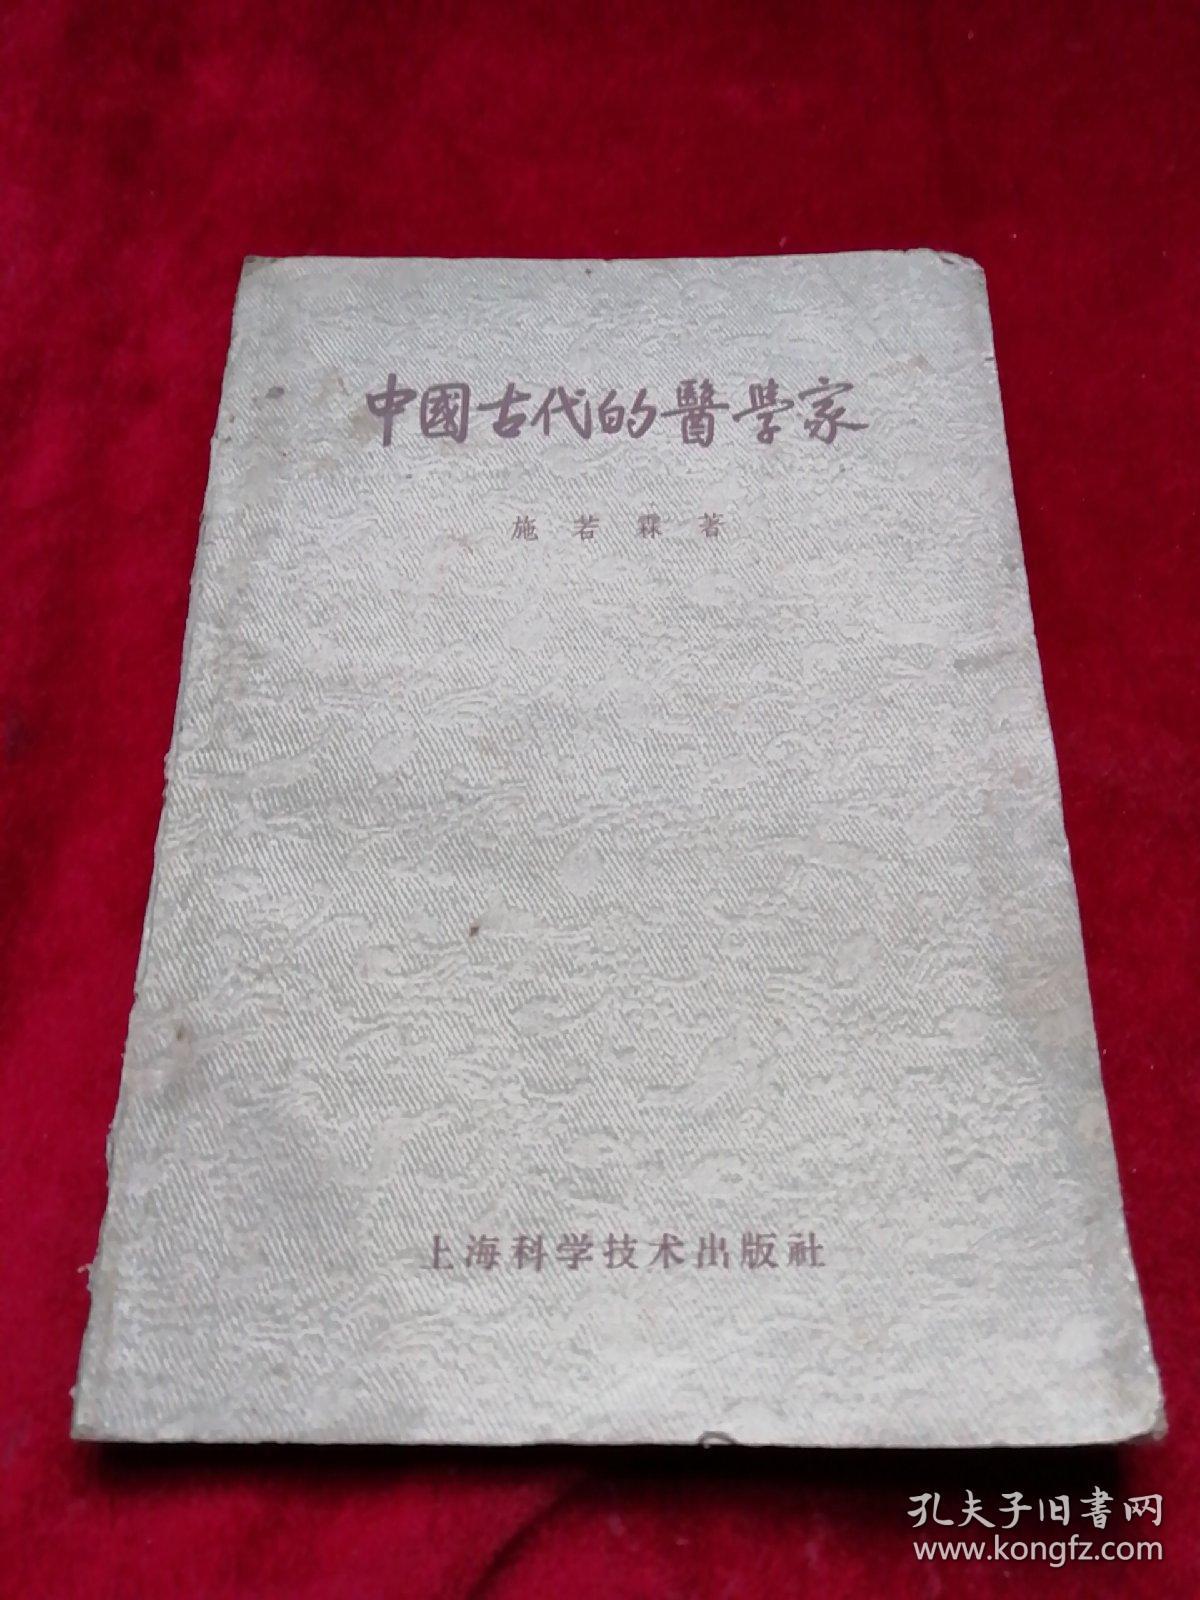 中國古代的醫學家
施若霖著
上海科学技术出版社
孔夫子旧書网
www.kongfz.com